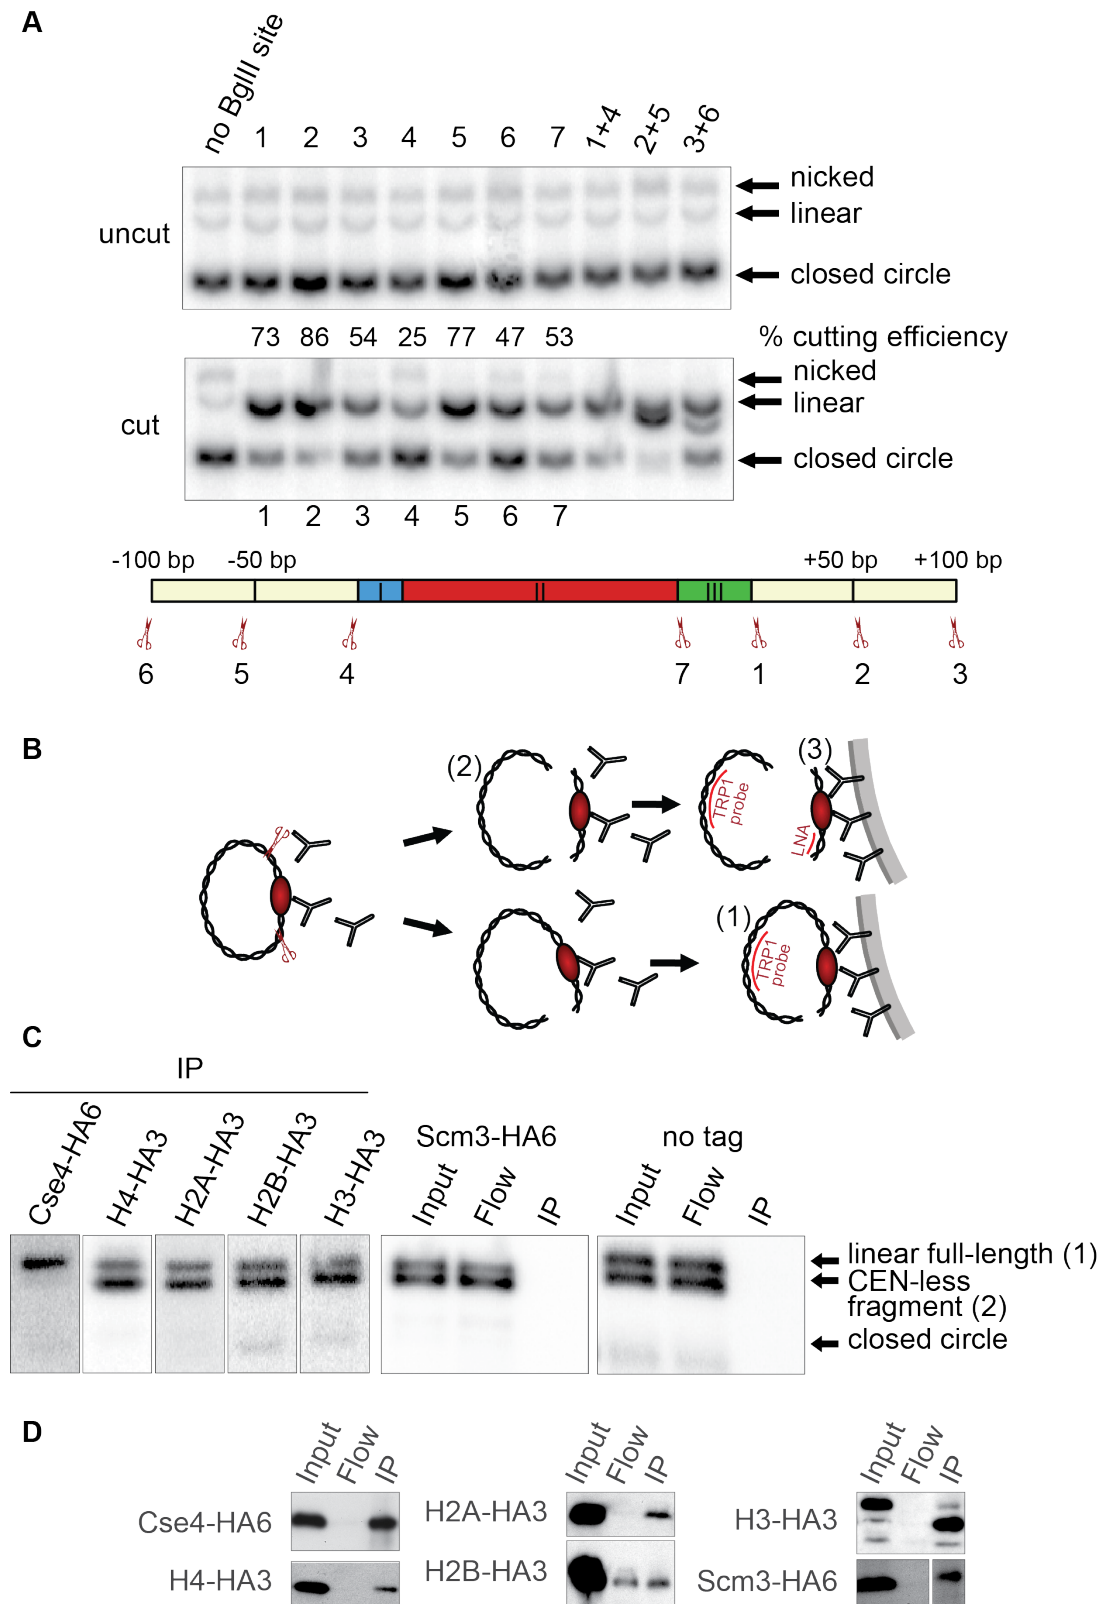 A
no BglII site 1 2 3 4 5 6 7 1+4 2+5 3+6
uncut
nicked
linear
closed circle
73 86 54 25 77 47 53 % cutting efficiency
cut
nicked
linear
closed circle
1 2 3 4 5 6 7
-100 bp -50 bp +50 bp +100 bp
I II III
6 5 4 7 1 2 3
B
(2) (3)
TRP1
probe
LNA
(1)
TRP1
probe
C
IP
Cse4-HA6 H4-HA3 H2A-HA3 H2B-HA3 H3-HA3
Scm3-HA6
Input Flow IP
no tag
Input Flow IP
linear full-length (1)
CEN-less
fragment (2)
closed circle
D
Input Flow IP
Cse4-HA6
H4-HA3
Input Flow IP
H2A-HA3
H2B-HA3
Input Flow IP
H3-HA3
Scm3-HA6